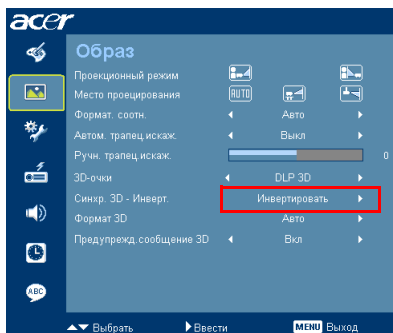 acer
Образ
Проекционный режим
Место проецирования AUTO
Формат. соотн. Авто
Автом. трапец.искаж. Выкл
Ручн. трапец.искаж. 0
3D-очки DLP 3D
Синхр. 3D - Инверт. Инвертировать
Формат 3D Авто
Предупрежд.сообщение 3D Вкл
ABC
Выбрать Ввести MENU Выход